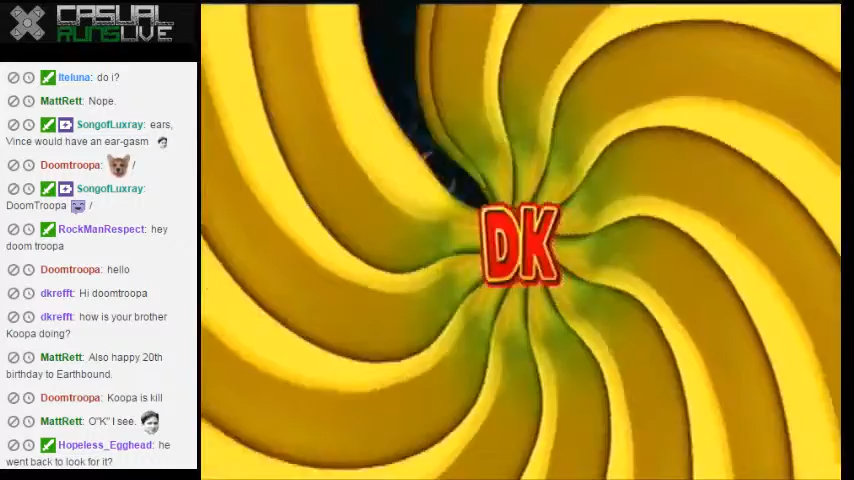 CASUAL
RUNSLIVE
Iteluna: do i?
MattRett: Nope.
SongofLuxray: ears,
Vince would have an ear-gasm
Doomtroopa: /
SongofLuxray:
DoomTroopa /
RockManRespect: hey
doom troopa
Doomtroopa: hello
dkrefft: Hi doomtroopa
dkrefft: how is your brother
Koopa doing?
MattRett: Also happy 20th
birthday to Earthbound.
Doomtroopa: Koopa is kill
MattRett: O"K" I see.
Hopeless_Egghead: he
went back to look for it?
DK